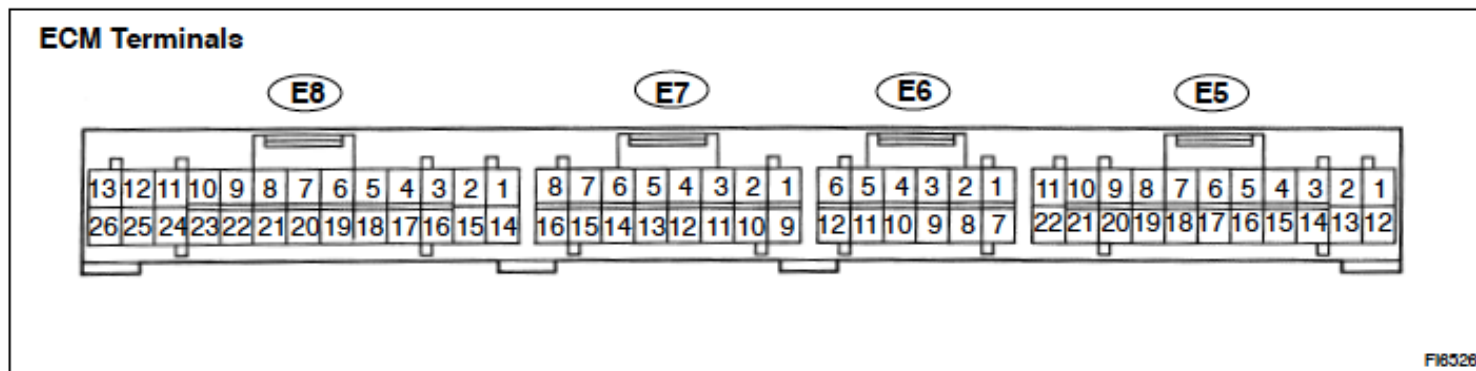 ECM Terminals
E8 E7 E6 E5
13 12 11 10 9 8 7 6 5 4 3 2 1 8 7 6 5 4 3 2 1 6 5 4 3 2 1 11 10 9 8 7 6 5 4 3 2 1
26 25 24 23 22 21 20 19 18 17 16 15 14 16 15 14 13 12 11 10 9 12 11 10 9 8 7 22 21 20 19 18 17 16 15 14 13 12
FI6526